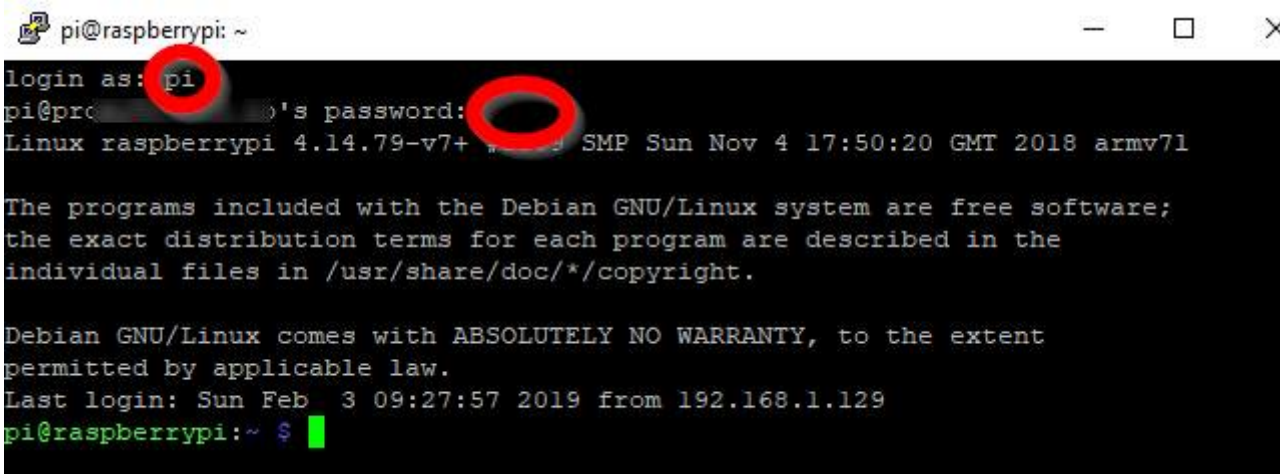 pi@raspberrypi: ~
login as: pi
pi@pro 's password:
Linux raspberrypi 4.14.79-v7+ SMP Sun Nov 4 17:50:20 GMT 2018 armv7l
The programs included with the Debian GNU/Linux system are free software;
the exact distribution terms for each program are described in the
individual files in /usr/share/doc/*/copyright.
Debian GNU/Linux comes with ABSOLUTELY NO WARRANTY, to the extent
permitted by applicable law.
Last login: Sun Feb  3 09:27:57 2019 from 192.168.1.129
pi@raspberrypi:~ $